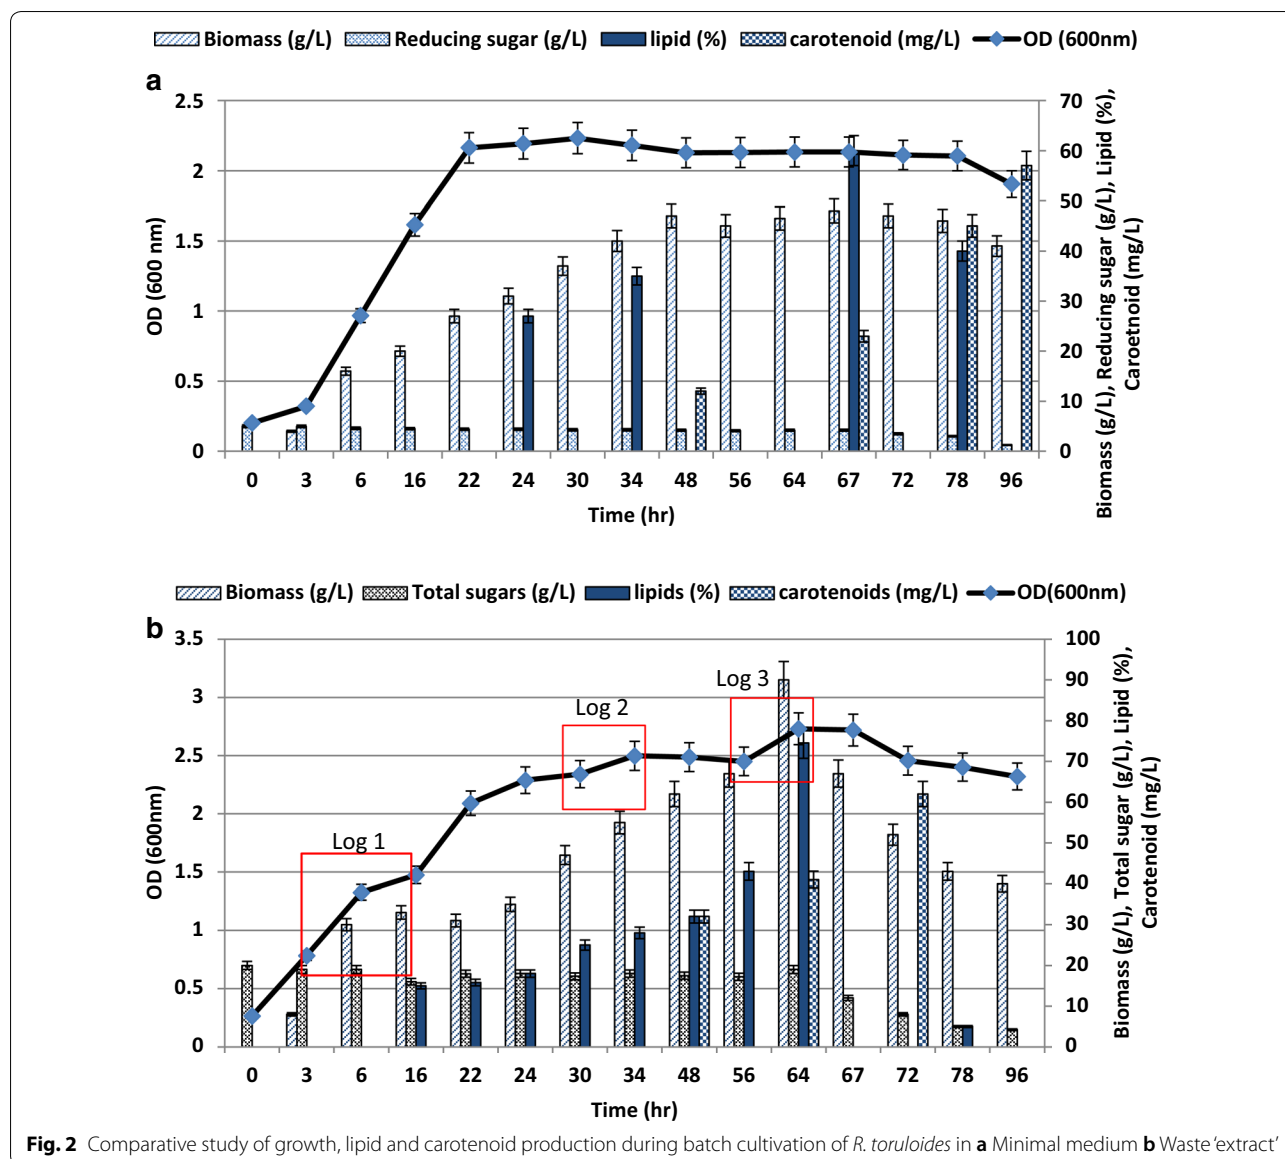 Biomass (g/L) Reducing sugar (g/L) lipid (%) carotenoid (mg/L) OD (600nm)
a
2.5
2
1.5
1
0.5
0
OD (600 nm)
70
60
50
40
30
20
10
0
Biomass (g/L), Reducing sugar (g/L), Lipid (%),
Caroetnoid (mg/L)
0 3 6 16 22 24 30 34 48 56 64 67 72 78 96
Time (hr)
Biomass (g/L) Total sugars (g/L) lipids (%) carotenoids (mg/L) OD(600nm)
b
3.5
3
2.5
2
1.5
1
0.5
0
OD (600nm)
Log 1
Log 2
Log 3
100
90
80
70
60
50
40
30
20
10
0
Biomass (g/L), Total sugar (g/L), Lipid (%),
Carotenoid (mg/L)
0 3 6 16 22 24 30 34 48 56 64 67 72 78 96
Time (hr)
Fig. 2 Comparative study of growth, lipid and carotenoid production during batch cultivation of R. toruloides in a Minimal medium b Waste 'extract'